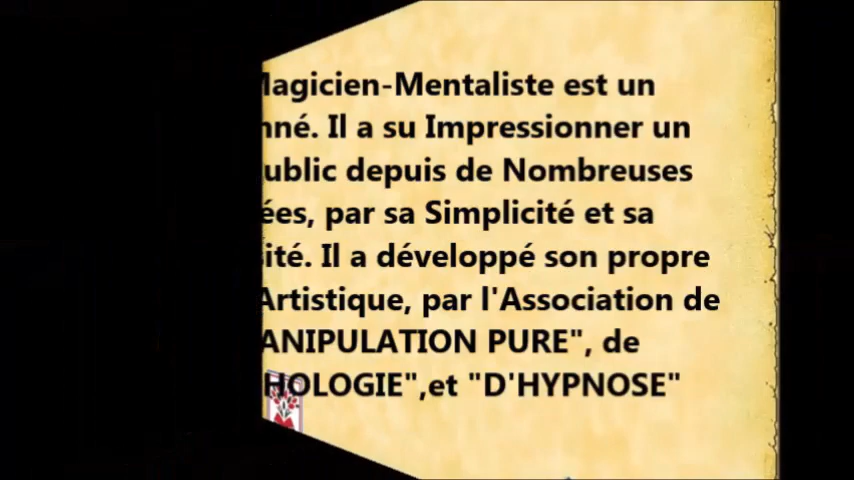 Magicien-Mentaliste est un
nné. Il a su Impressionner un
ublic depuis de Nombreuses
ées, par sa Simplicité et sa
sité. Il a développé son propre
Artistique, par l'Association de
ANIPULATION PURE", de
HOLOGIE",et "D'HYPNOSE"